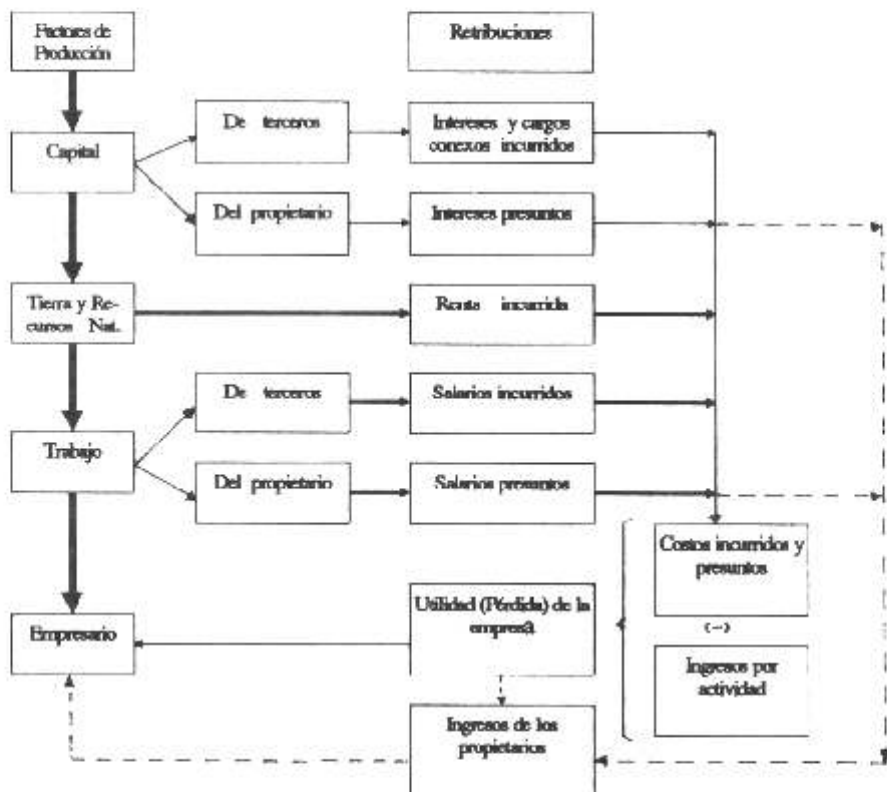 Factores de
Producción
Retribuciones
De terceros
Intereses y cargos
conexos incurridos
Capital
Del propietario
Intereses presuntos
Tierra y Re-
cursos Nat.
Renta incurrida
De terceros
Salarios incurridos
Trabajo
Del propietario
Salarios presuntos
Costos incurridos y
presuntos
Utilidad (Pérdida) de la
empresa
Empresario
(--)
Ingresos por
actividad
Ingresos de los
propietarios